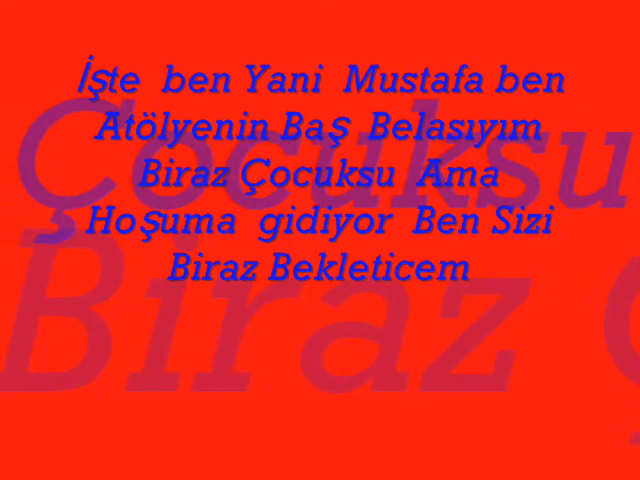 İşte ben Yani Mustafa ben
Atölyenin Baş Belasıyım
Biraz Çocuksu Ama
Hoşuma gidiyor Ben Sizi
Biraz Bekleticem
Çocuksu
Biraz